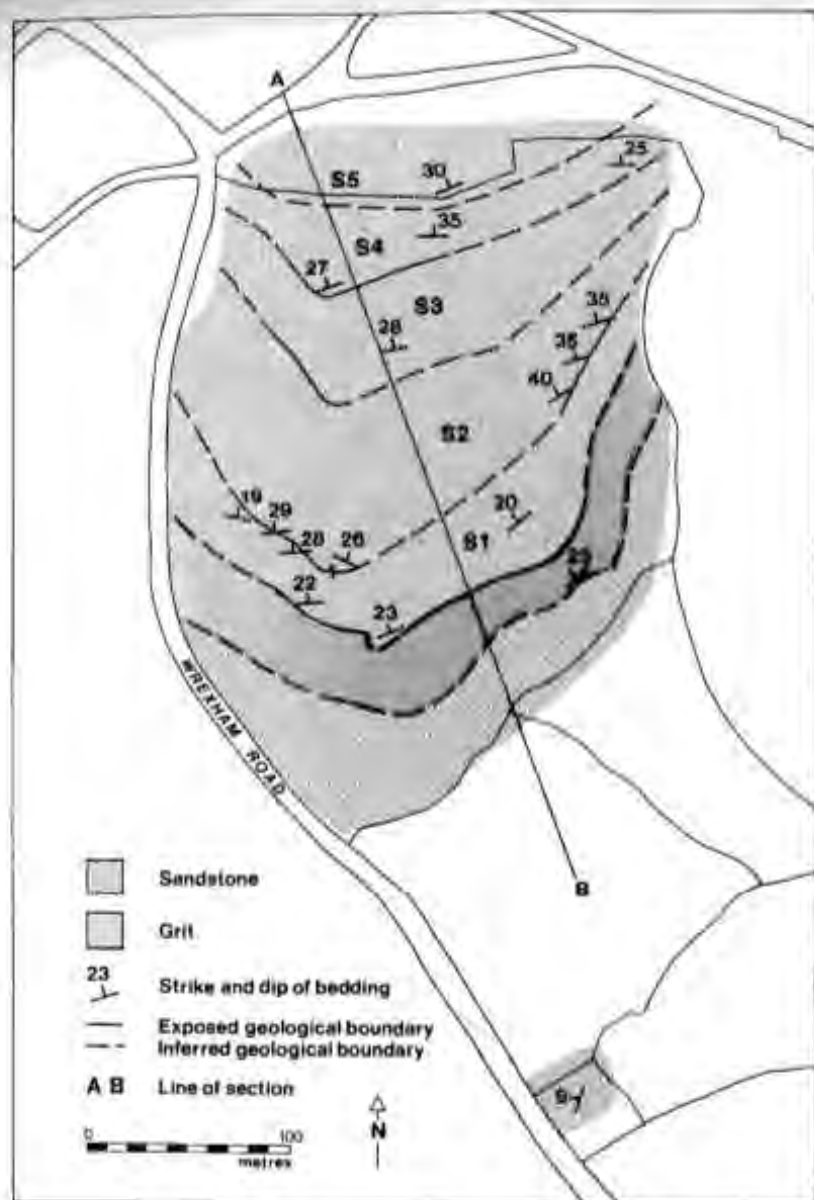 A
30
25
S5
35
S4
27
S3
28
35
35
40
S2
19
29
28
26
20
S1
22
23
WREXHAM ROAD
B
Sandstone
Grit
23
Strike and dip of bedding
Exposed geological boundary
Inferred geological boundary
A B Line of section
0 100
metres
N
9